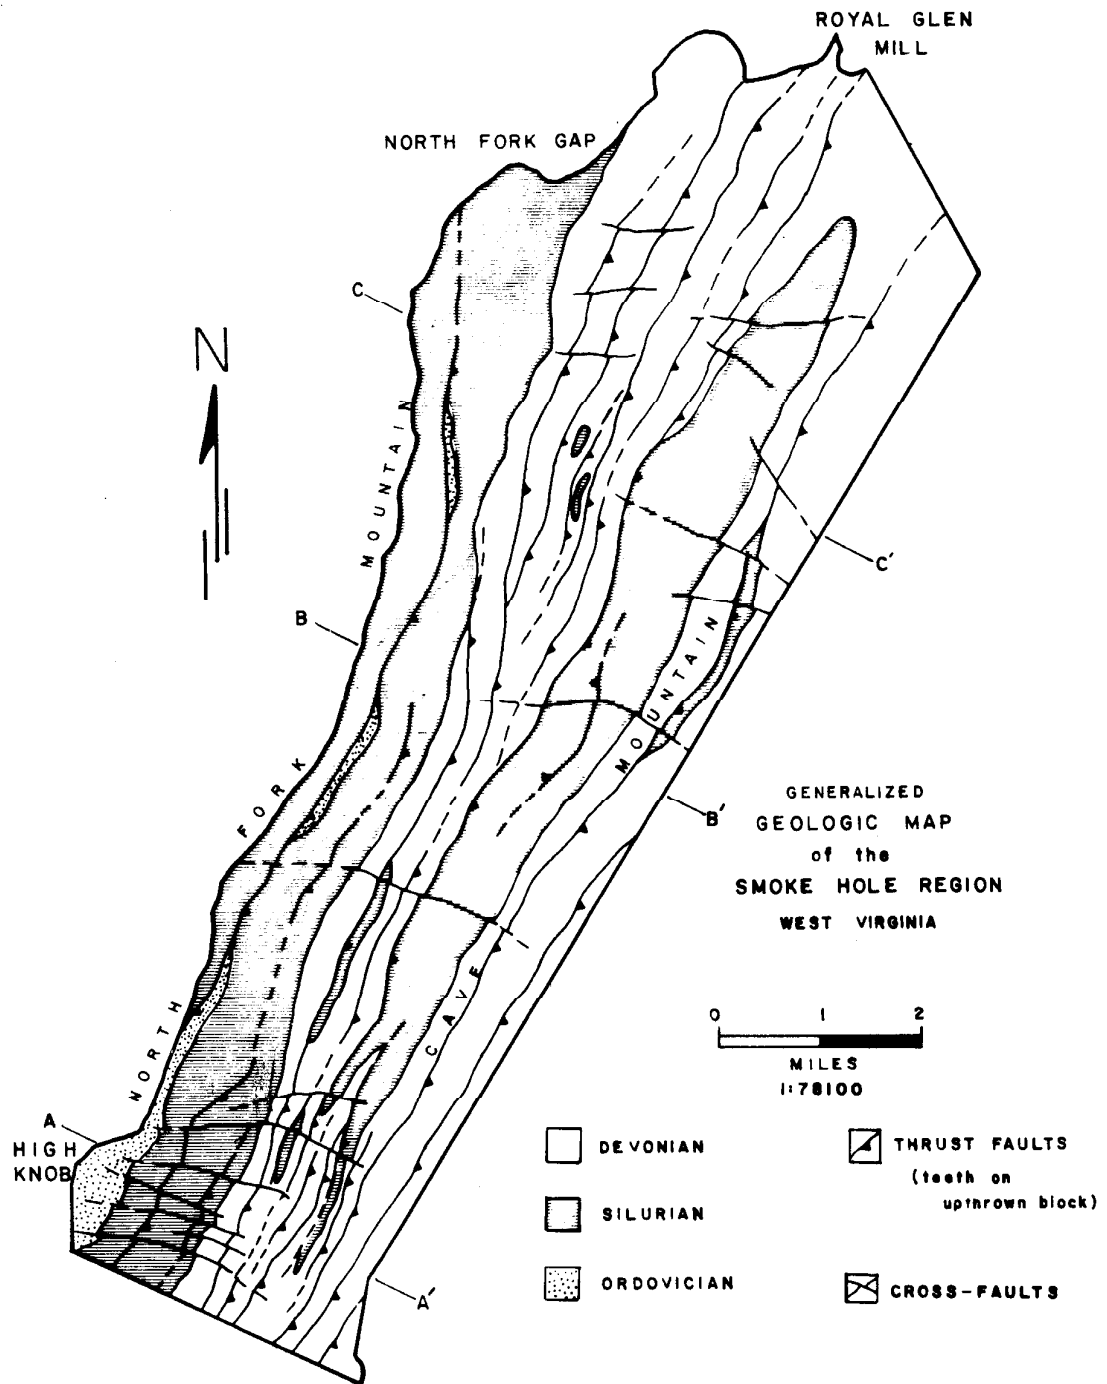 ROYAL GLEN
MILL
NORTH FORK GAP
C
N
MOUNTAIN
B
C'
MOUNTAIN
FORK
B'
GENERALIZED
GEOLOGIC MAP
of the
SMOKE HOLE REGION
WEST VIRGINIA
CAVE
NORTH
0 1 2
MILES
1:78100
A
HIGH
KNOB
DEVONIAN
THRUST FAULTS
(teeth on
upthrown block)
SILURIAN
ORDOVICIAN
CROSS-FAULTS
A'